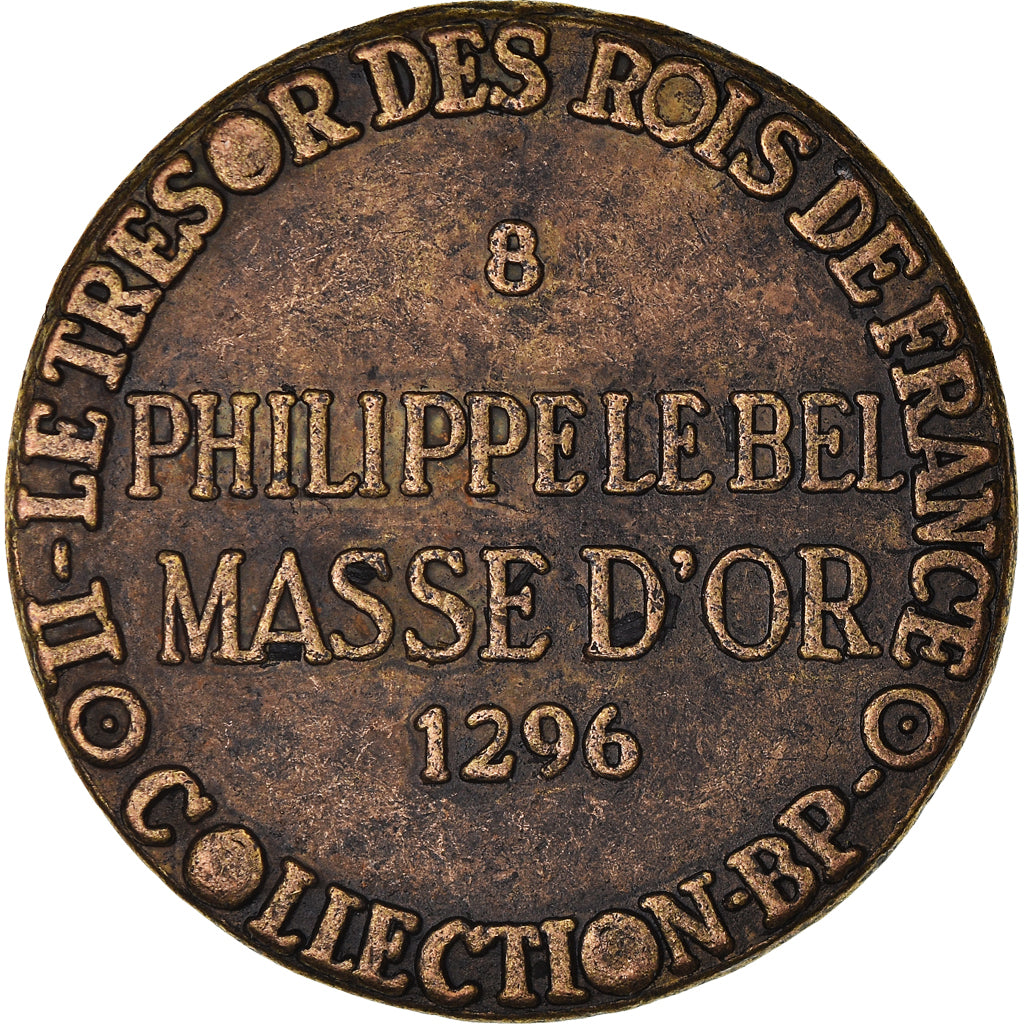 II-LE TRESOR DES ROIS DE FRANCE
8
PHILIPPE LE BEL
MASSE D'OR
1296
COLLECTION-BP-